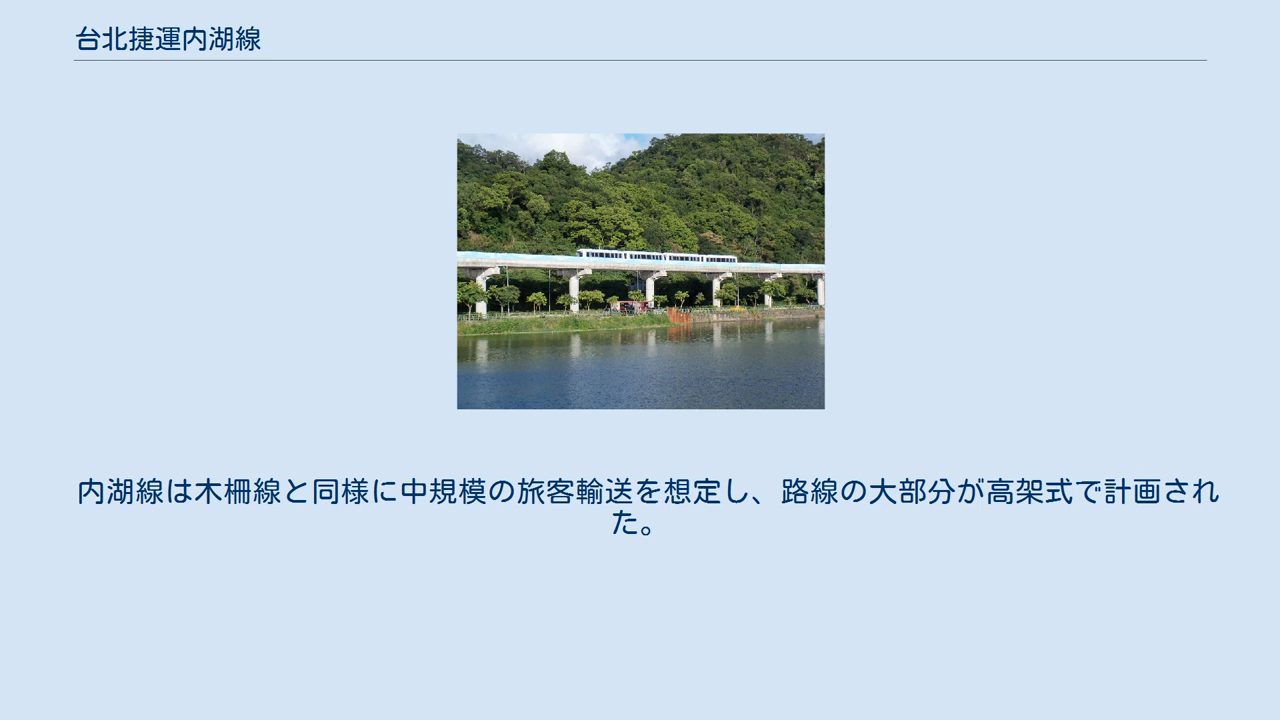 台北捷運内湖線
内湖線は木柵線と同様に中規模の旅客輸送を想定し、路線の大部分が高架式で計画され
た。